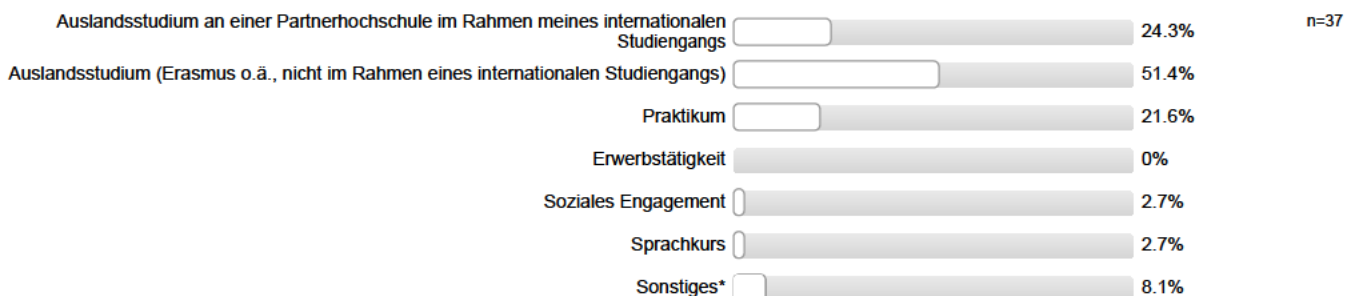 Auslandsstudium an einer Partnerhochschule im Rahmen meines internationalen
Studiengangs
24.3%
n=37
Auslandsstudium (Erasmus o.ä., nicht im Rahmen eines internationalen Studiengangs)
51.4%
Praktikum
21.6%
Erwerbstätigkeit
0%
Soziales Engagement
2.7%
Sprachkurs
2.7%
Sonstiges*
8.1%